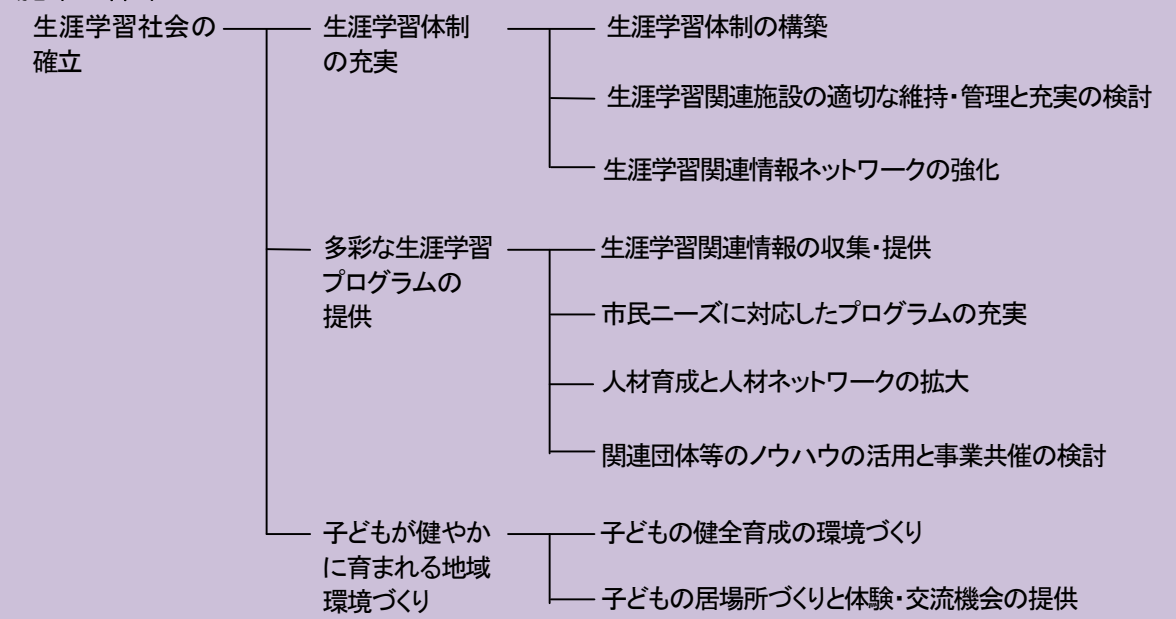 生涯学習社会の
確立
生涯学習体制
の充実
生涯学習体制の構築
生涯学習関連施設の適切な維持・管理と充実の検討
生涯学習関連情報ネットワークの強化
多彩な生涯学習
プログラムの
提供
生涯学習関連情報の収集・提供
市民ニーズに対応したプログラムの充実
人材育成と人材ネットワークの拡大
関連団体等のノウハウの活用と事業共催の検討
子どもが健やか
に育まれる地域
環境づくり
子どもの健全育成の環境づくり
子どもの居場所づくりと体験・交流機会の提供